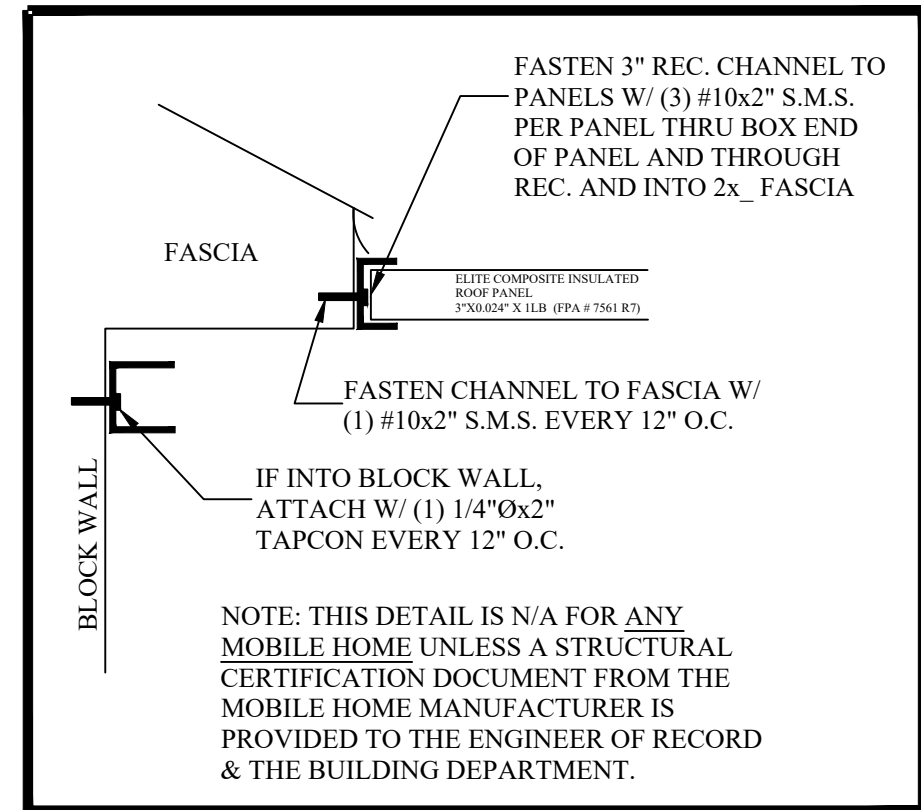 FASTEN 3" REC. CHANNEL TO
PANELS W/ (3) #10x2" S.M.S.
PER PANEL THRU BOX END
OF PANEL AND THROUGH
REC. AND INTO 2x_ FASCIA
FASCIA
ELITE COMPOSITE INSULATED
ROOF PANEL
3"X0.024" X 1LB (FPA # 7561 R7)
FASTEN CHANNEL TO FASCIA W/
(1) #10x2" S.M.S. EVERY 12" O.C.
IF INTO BLOCK WALL,
ATTACH W/ (1) 1/4"Øx2"
TAPCON EVERY 12" O.C.
BLOCK WALL
NOTE: THIS DETAIL IS N/A FOR ANY
MOBILE HOME UNLESS A STRUCTURAL
CERTIFICATION DOCUMENT FROM THE
MOBILE HOME MANUFACTURER IS
PROVIDED TO THE ENGINEER OF RECORD
& THE BUILDING DEPARTMENT.